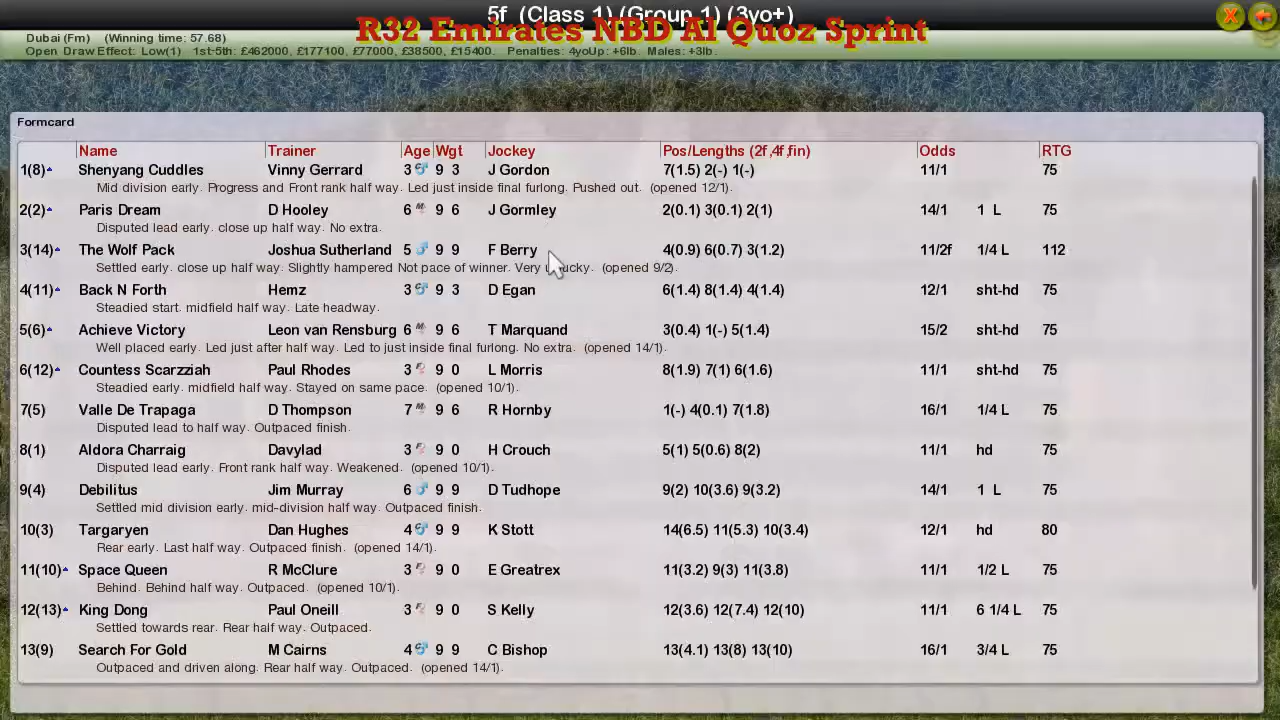 5f (Class 1) (Group 1) (3yo+)
R32 Emirates NBD Al Quoz Sprint
Dubai (Fm) (Winning time: 57.68)
Open Draw Effect: Low(1) 1st-5th: £462000, £177100, £77000, £38500, £15400. Penalties: 4yoUp: +6lb. Males: +3lb.
Formcard
Name Trainer Age Wgt Jockey Pos/Lengths (2f,4f,fin) Odds RTG
1(8) Shenyang Cuddles Vinny Gerrard 3 9 3 J Gordon 7(1.5) 2(-) 1(-) 11/1 75
Mid division early. Progress and Front rank half way. Led just inside final furlong. Pushed out. (opened 12/1).
2(2) Paris Dream D Hooley 6 9 6 J Gormley 2(0.1) 3(0.1) 2(1) 14/1 1 L 75
Disputed lead early. close up half way. No extra.
3(14) The Wolf Pack Joshua Sutherland 5 9 9 F Berry 4(0.9) 6(0.7) 3(1.2) 11/2f 1/4 L 112
Settled early. close up half way. Slightly hampered Not pace of winner. Very (opened 9/2).
4(11) Back N Forth Hemz 3 9 3 D Egan 6(1.4) 8(1.4) 4(1.4) 12/1 sht-hd 75
Steadied start. midfield half way. Late headway.
5(6) Achieve Victory Leon van Rensburg 6 9 6 T Marquand 3(0.4) 1(-) 5(1.4) 15/2 sht-hd 75
Well placed early. Led just after half way. Led to just inside final furlong. No extra. (opened 14/1).
6(12) Countess Scarzziah Paul Rhodes 3 9 0 L Morris 8(1.9) 7(1) 6(1.6) 11/1 sht-hd 75
Steadied early. midfield half way. Stayed on same pace. (opened 10/1).
7(5) Valle De Trapaga D Thompson 7 9 6 R Hornby 1(-) 4(0.1) 7(1.8) 16/1 1/4 L 75
Disputed lead to half way. Outpaced finish.
8(1) Aldora Charraig Davylad 3 9 0 H Crouch 5(1) 5(0.6) 8(2) 11/1 hd 75
Disputed lead early. Front rank half way. Weakened. (opened 10/1).
9(4) Debilitus Jim Murray 6 9 9 D Tudhope 9(2) 10(3.6) 9(3.2) 14/1 1 L 75
Settled mid division early. mid-division half way. Outpaced finish.
10(3) Targaryen Dan Hughes 4 9 9 K Stott 14(6.5) 11(5.3) 10(3.4) 12/1 hd 80
Rear early. Last half way. Outpaced finish. (opened 14/1).
11(10) Space Queen R McClure 3 9 0 E Greatrex 11(3.2) 9(3) 11(3.8) 11/1 1/2 L 75
Behind. Behind half way. Outpaced. (opened 10/1).
12(13) King Dong Paul Oneill 3 9 0 S Kelly 12(3.6) 12(7.4) 12(10) 11/1 6 1/4 L 75
Settled towards rear. Rear half way. Outpaced.
13(9) Search For Gold M Cairns 4 9 9 C Bishop 13(4.1) 13(8) 13(10) 16/1 3/4 L 75
Outpaced and driven along. Rear half way. Outpaced. (opened 14/1).